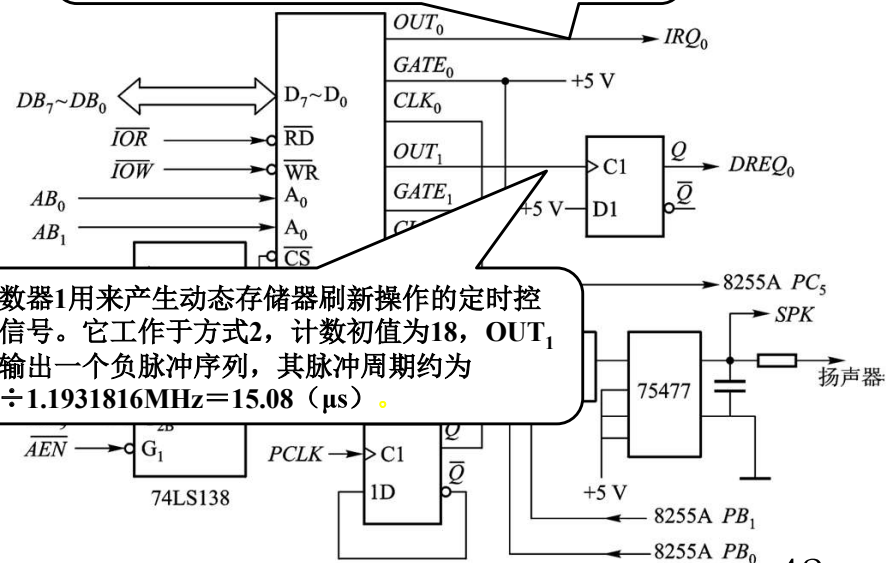 OUT0
IRQ0
GATE0
+5 V
DB7~DB0
D7~D0
CLK0
IOR
RD
OUT1
Q
DREQ0
IOW
WR
C1
AB0
A0
GATE1
Q
+5 V
D1
AB1
A0
CS
8255A PC5
SPK
数器1用来产生动态存储器刷新操作的定时控
信号。它工作于方式2，计数初值为18，OUT1
输出一个负脉冲序列，其脉冲周期约为
÷1.1931816MHz＝15.08（μs）。
75477
扬声器
2B
AEN
G1
PCLK
C1
Q
Q
1D
74LS138
+5 V
8255A PB1
8255A PB0